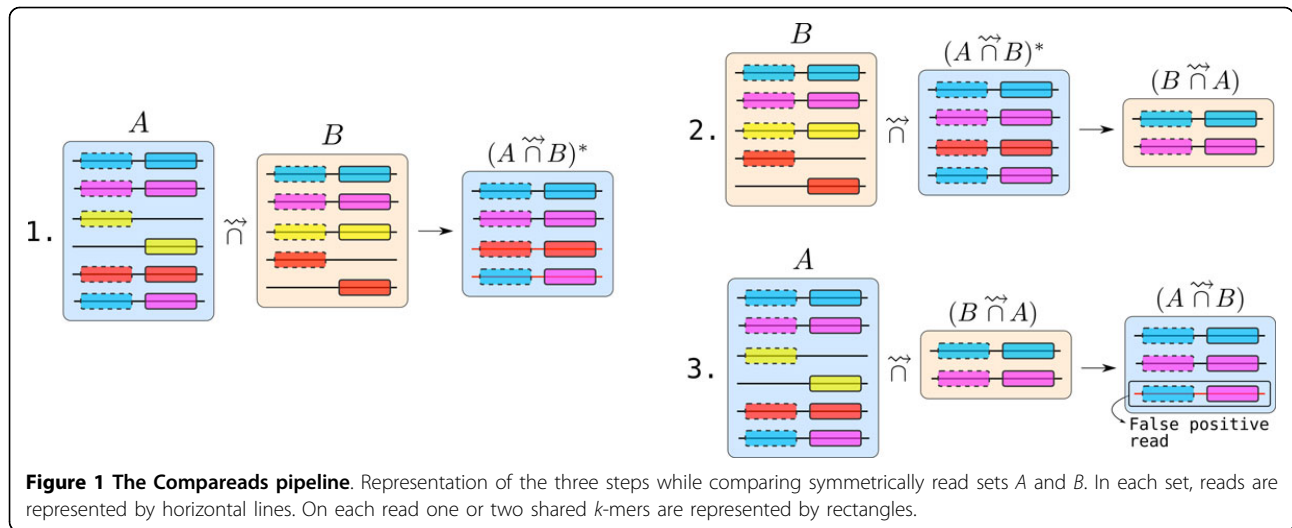 1.
A
∩
B
(A ∩ B)*
2.
B
∩
(A ∩ B)*
(B ∩ A)
3.
A
∩
(B ∩ A)
(A ∩ B)
False positive
read
Figure 1 The Compareads pipeline. Representation of the three steps while comparing symmetrically read sets A and B. In each set, reads are
represented by horizontal lines. On each read one or two shared k-mers are represented by rectangles.